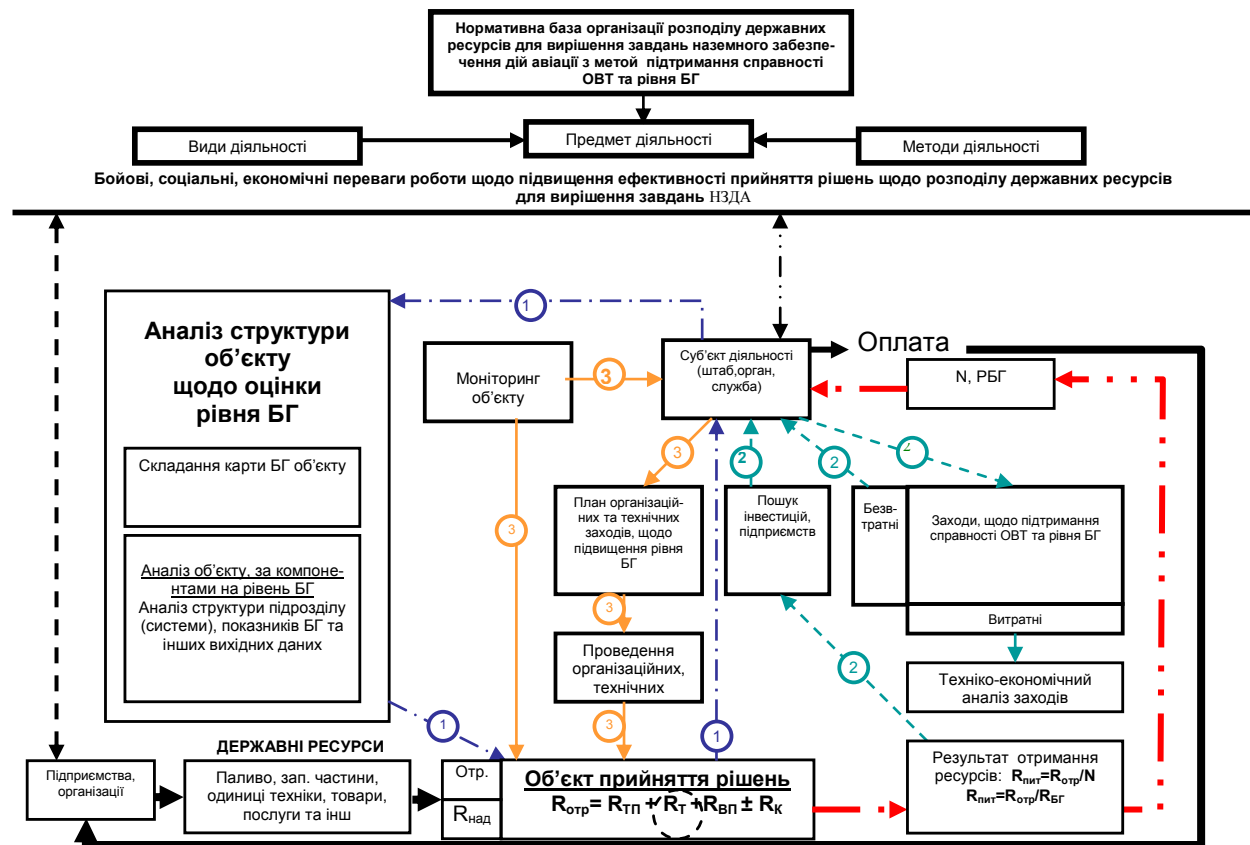 Нормативна база організації розподілу державних
ресурсів для вирішення завдань наземного забезпе-
чення дій авіації з метою підтримання справності
ОВТ та рівня БГ
Види діяльності
Предмет діяльності
Методи діяльності
Бойові, соціальні, економічні переваги роботи щодо підвищення ефективності прийняття рішень щодо розподілу державних ресурсів
для вирішення завдань НЗДА
1
Аналіз структури
об’єкту
щодо оцінки
рівня БГ
Складання карти БГ об’єкту
Аналіз об’єкту, за компоне-
нтами на рівень БГ
Аналіз структури підрозділу
(системи), показників БГ та
інших вихідних даних
Моніторинг
об’єкту
3
Суб’єкт діяльності
(штаб,орган,
служба)
Оплата
N, РБГ
3
2
2
2
3
План організацій-
них та технічних
заходів, щодо
підвищення рівня
БГ
Пошук
інвестицій,
підприємств
Безв-
тратні
Заходи, щодо підтримання
справності ОВТ та рівня БГ
Витратні
3
Проведення
організаційних,
технічних
2
Техніко-економічний
аналіз заходів
3
1
1
ДЕРЖАВНІ РЕСУРСИ
Підприємства,
організації
Паливо, зап. частини,
одиниці техніки, товари,
послуги та інш
Отр.
Rнад
Об’єкт прийняття рішень
Rотр= RТП + RТ + RВП ± RК
Результат отримання
ресурсів: Rпит=Rотр/N
Rпит=Rотр/RБГ